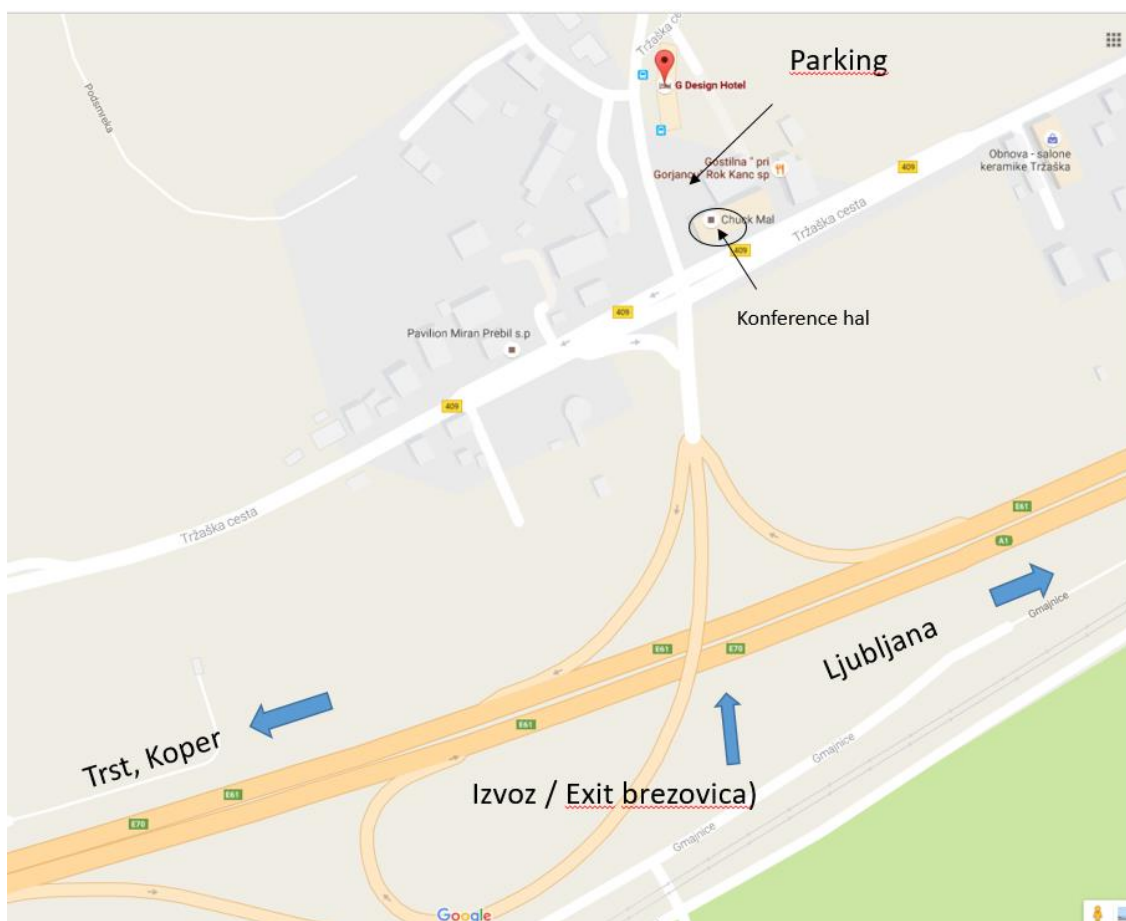 Tržaška ce
Parking
G Design Hotel
Podsmreka
Obnova - salone
keramike Tržaška
Gostilna " pri
Gorjancu" Rok Kanc sp
409
Chuck Mal
Tržaška cesta
409
409
Konference hal
Pavilion Miran Prebil s.p
409
Tržaška cesta
E61
A1
Gmajnice
Ljubljana
E61
E70
E61
Trst, Koper
Gmajnice
Izvoz / Exit brezovica)
E61
E70
Gmajnice
Google